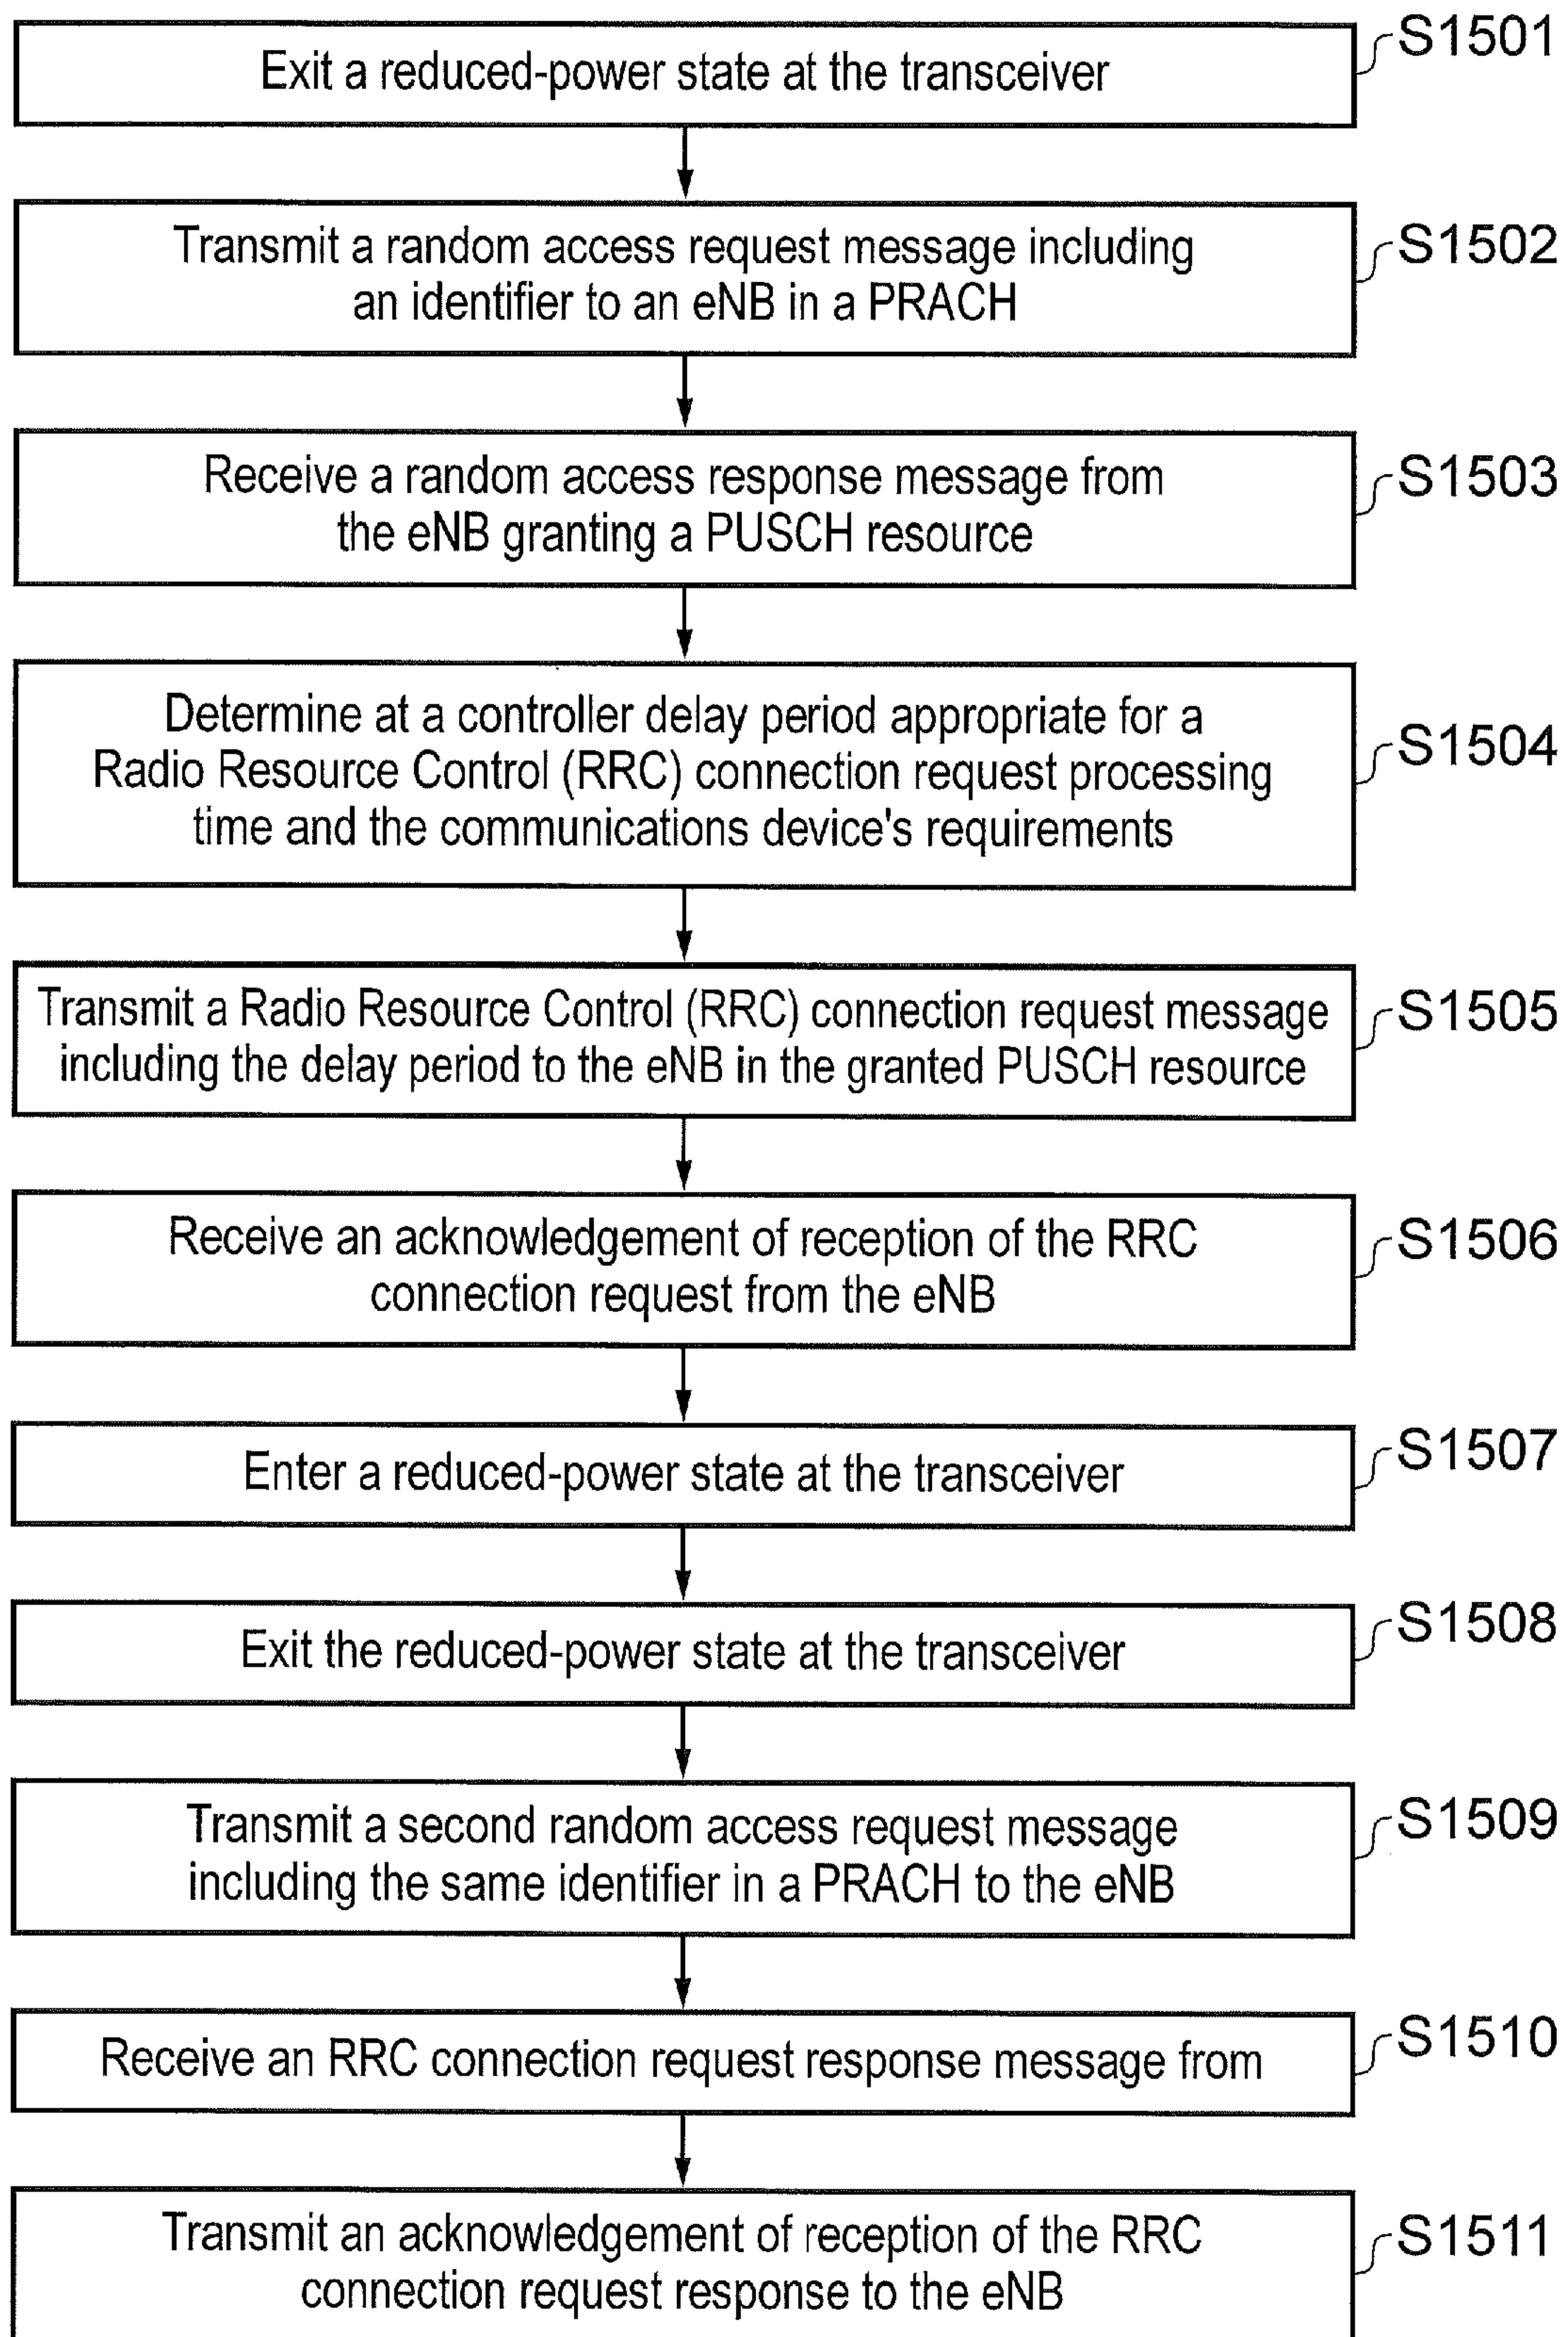 Exit a reduced-power state at the transceiver
S1501
Transmit a random access request message including
an identifier to an eNB in a PRACH
S1502
Receive a random access response message from
the eNB granting a PUSCH resource
S1503
Determine at a controller delay period appropriate for a
Radio Resource Control (RRC) connection request processing
time and the communications device's requirements
S1504
Transmit a Radio Resource Control (RRC) connection request message
including the delay period to the eNB in the granted PUSCH resource
S1505
Receive an acknowledgement of reception of the RRC
connection request from the eNB
S1506
Enter a reduced-power state at the transceiver
S1507
Exit the reduced-power state at the transceiver
S1508
Transmit a second random access request message
including the same identifier in a PRACH to the eNB
S1509
Receive an RRC connection request response message from
S1510
Transmit an acknowledgement of reception of the RRC
connection request response to the eNB
S1511